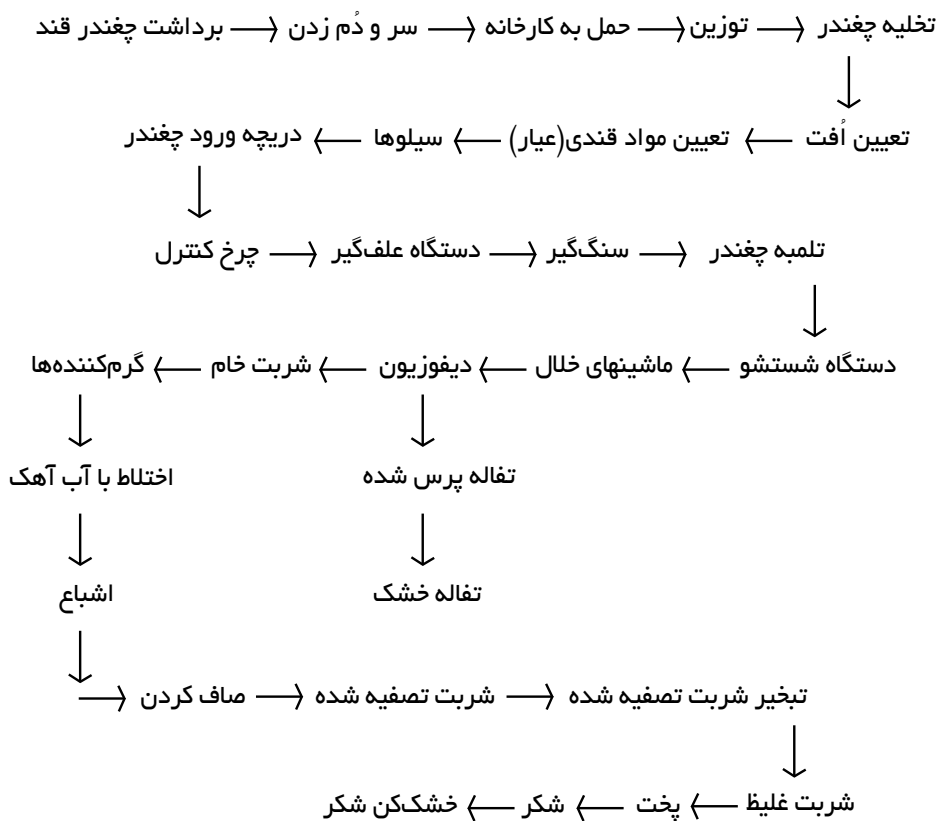 تخلیه چغندر توزین حمل به کارخانه سر و دُم زدن برداشت چغندر قند
تعیین اُفت تعیین مواد قندی(عیار) سیلوها دریچه ورود چغندر
تلمبه چغندر سنگ‌گیر دستگاه علف‌گیر چرخ کنترل
دستگاه شستشو ماشینهای خلال دیفوزیون شربت خام گرم‌کننده‌ها
تفاله پرس شده اختلاط با آب آهک
تفاله خشک اشباع
تبخیر شربت تصفیه شده شربت تصفیه شده صاف کردن
شربت غلیظ پخت شکر خشک‌کن شکر